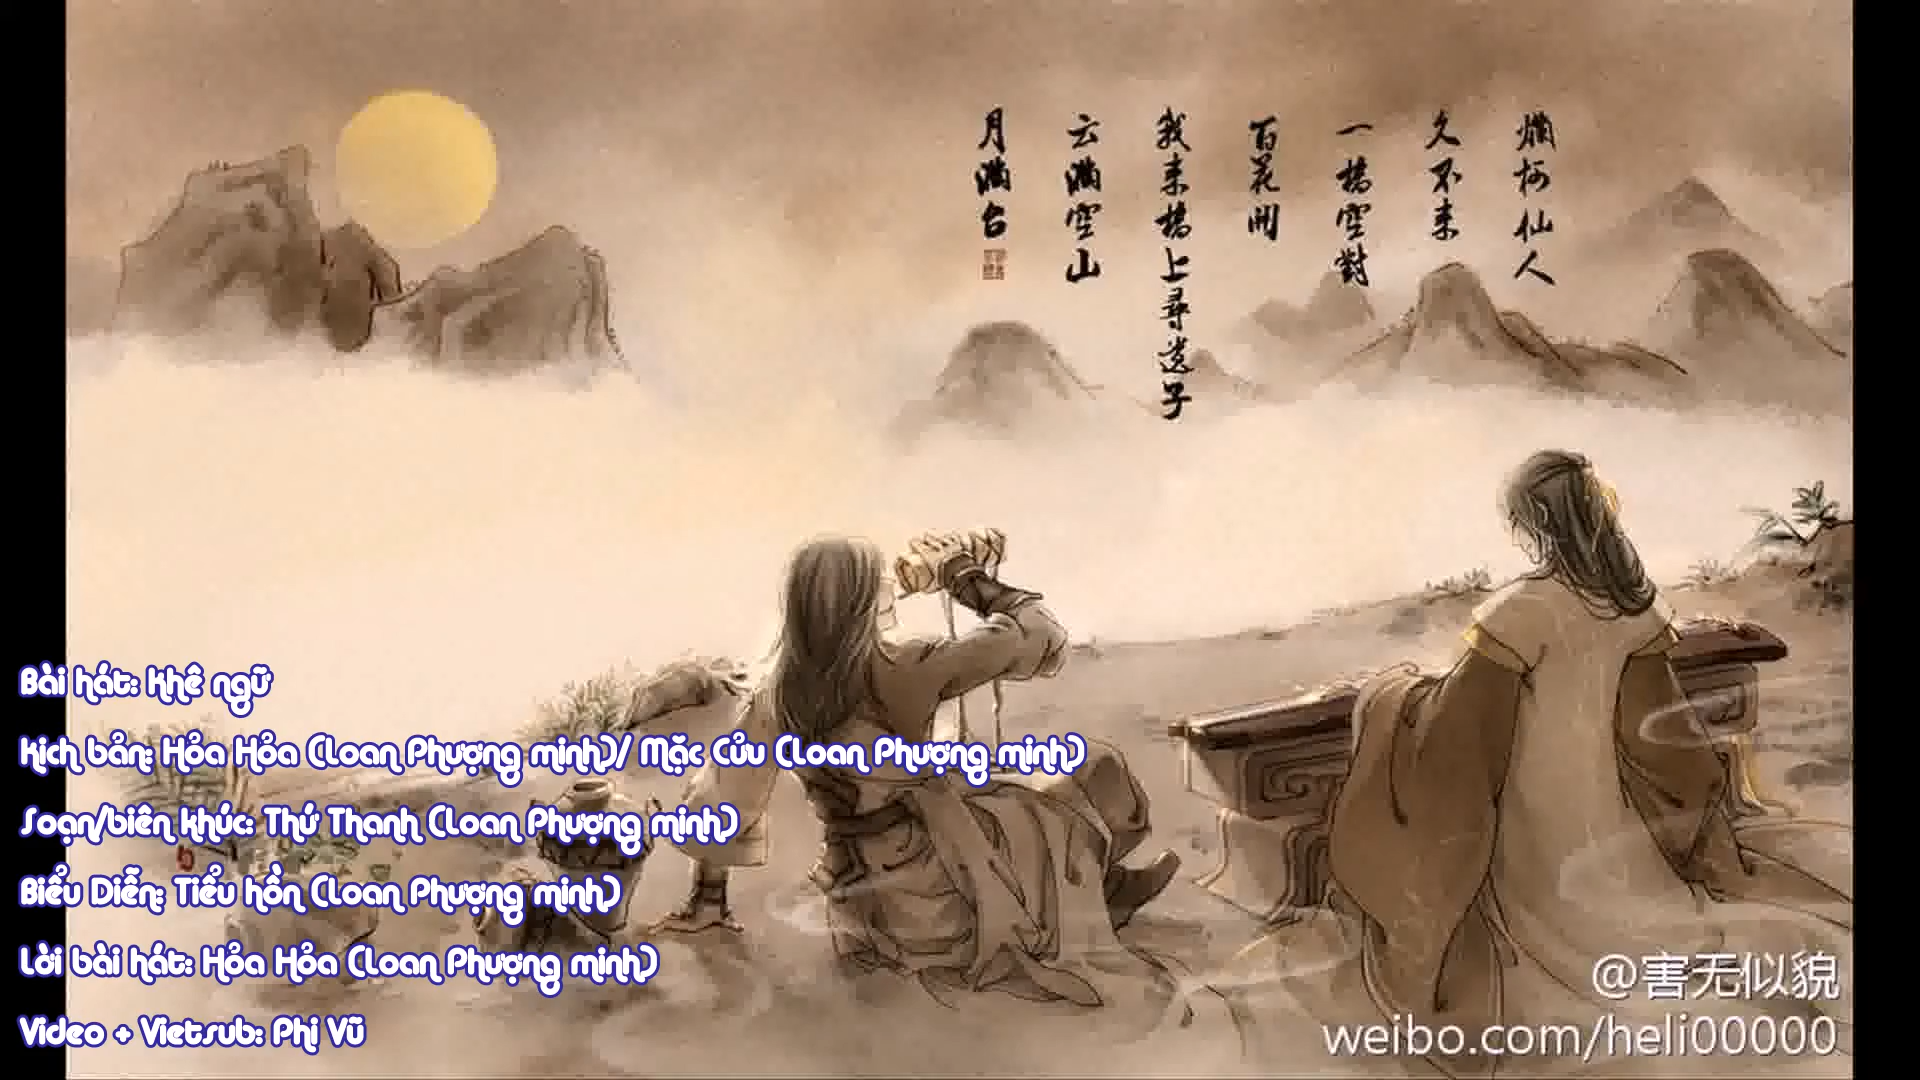 爛柯仙人
久不來
一橋空對
百花開
我来橋上尋遺子
云滿空山
月滿台
Bài hát: Khê ngữ
Kịch bản: Hỏa Hỏa (Loan Phượng minh)/ Mặc Cửu (Loan Phượng minh)
Soạn/biên khúc: Thứ Thanh (Loan Phượng minh)
Biểu Diễn: Tiểu hồn (Loan Phượng minh)
Lời bài hát: Hỏa Hỏa (Loan Phượng minh)
Video + Vietsub: Phi Vũ
@害无似貌
weibo.com/heli00000